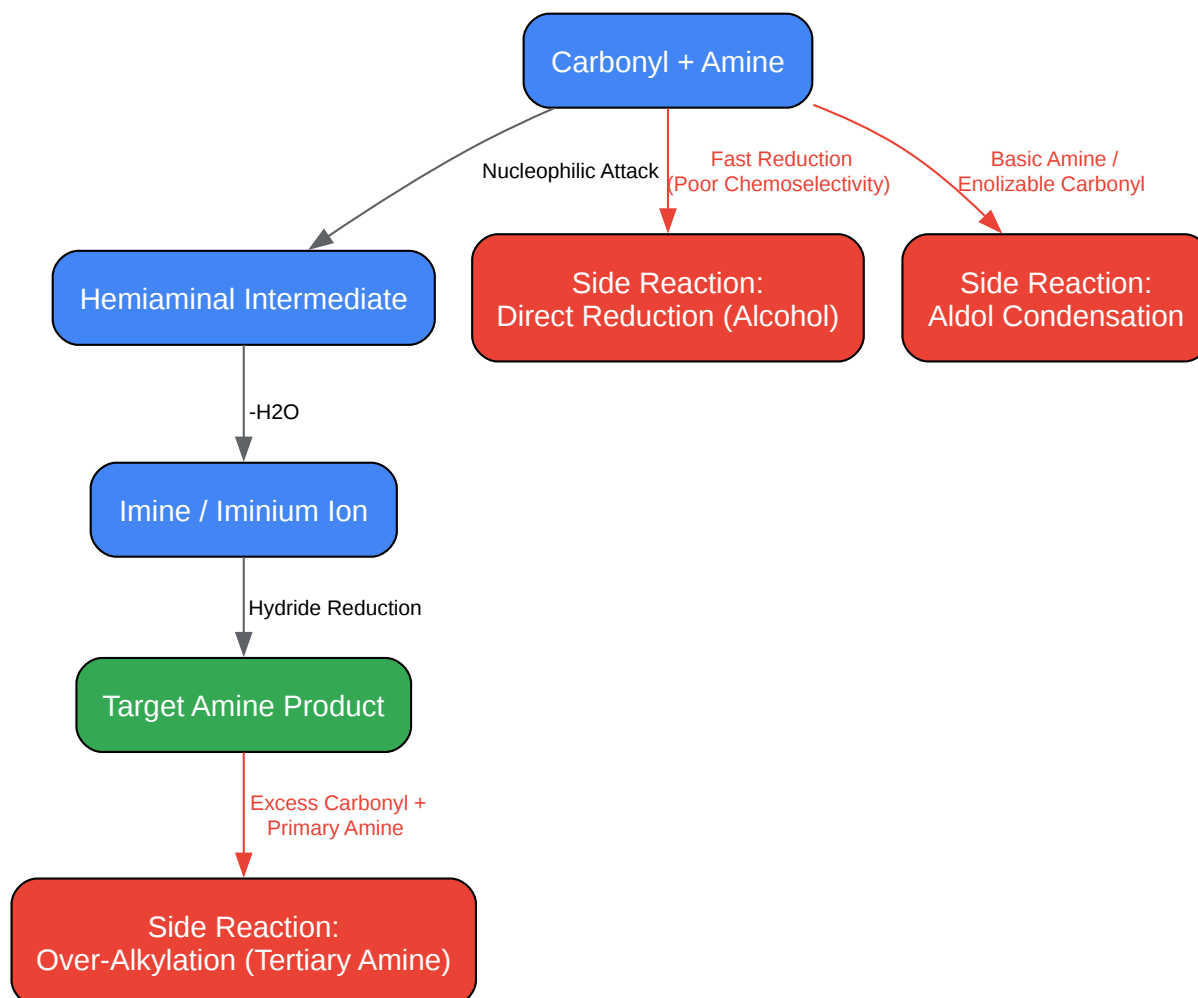 Carbonyl + Amine
Nucleophilic Attack
Fast Reduction
(Poor Chemoselectivity)
Basic Amine /
Enolizable Carbonyl
Hemiaminal Intermediate
Side Reaction:
Direct Reduction (Alcohol)
Side Reaction:
Aldol Condensation
-H2O
Imine / Iminium Ion
Hydride Reduction
Target Amine Product
Excess Carbonyl +
Primary Amine
Side Reaction:
Over-Alkylation (Tertiary Amine)